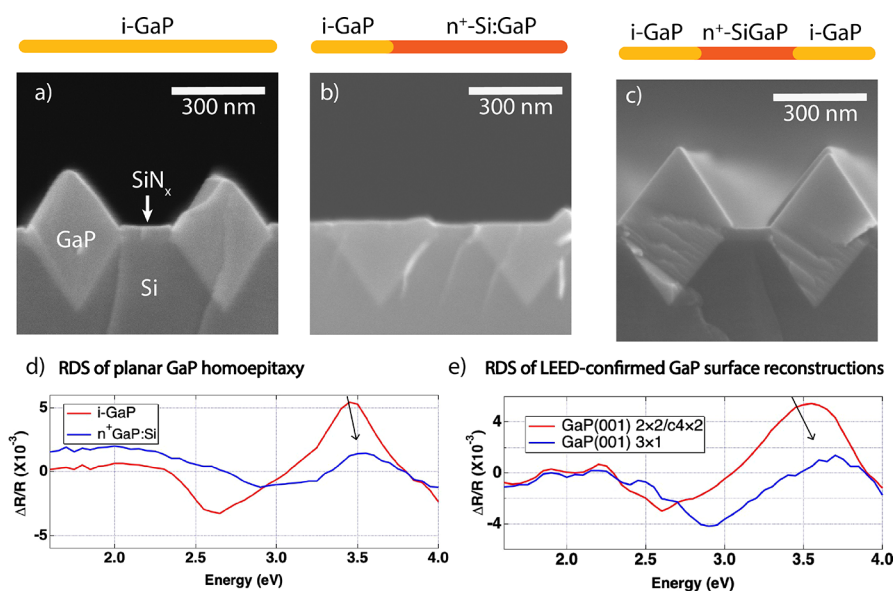 i-GaP
i-GaP n⁺-Si:GaP
i-GaP n⁺-SiGaP i-GaP
a)
300 nm
SiNₓ
GaP
Si
b)
300 nm
c)
300 nm
d) RDS of planar GaP homoepitaxy
i-GaP
n⁺GaP:Si
5
0
-5
ΔR/R (X10⁻³)
2.0 2.5 3.0 3.5 4.0
Energy (eV)
e) RDS of LEED-confirmed GaP surface reconstructions
GaP(001) 2×2/c4×2
GaP(001) 3×1
4
0
-4
ΔR/R (X10⁻³)
2.0 2.5 3.0 3.5 4.0
Energy (eV)